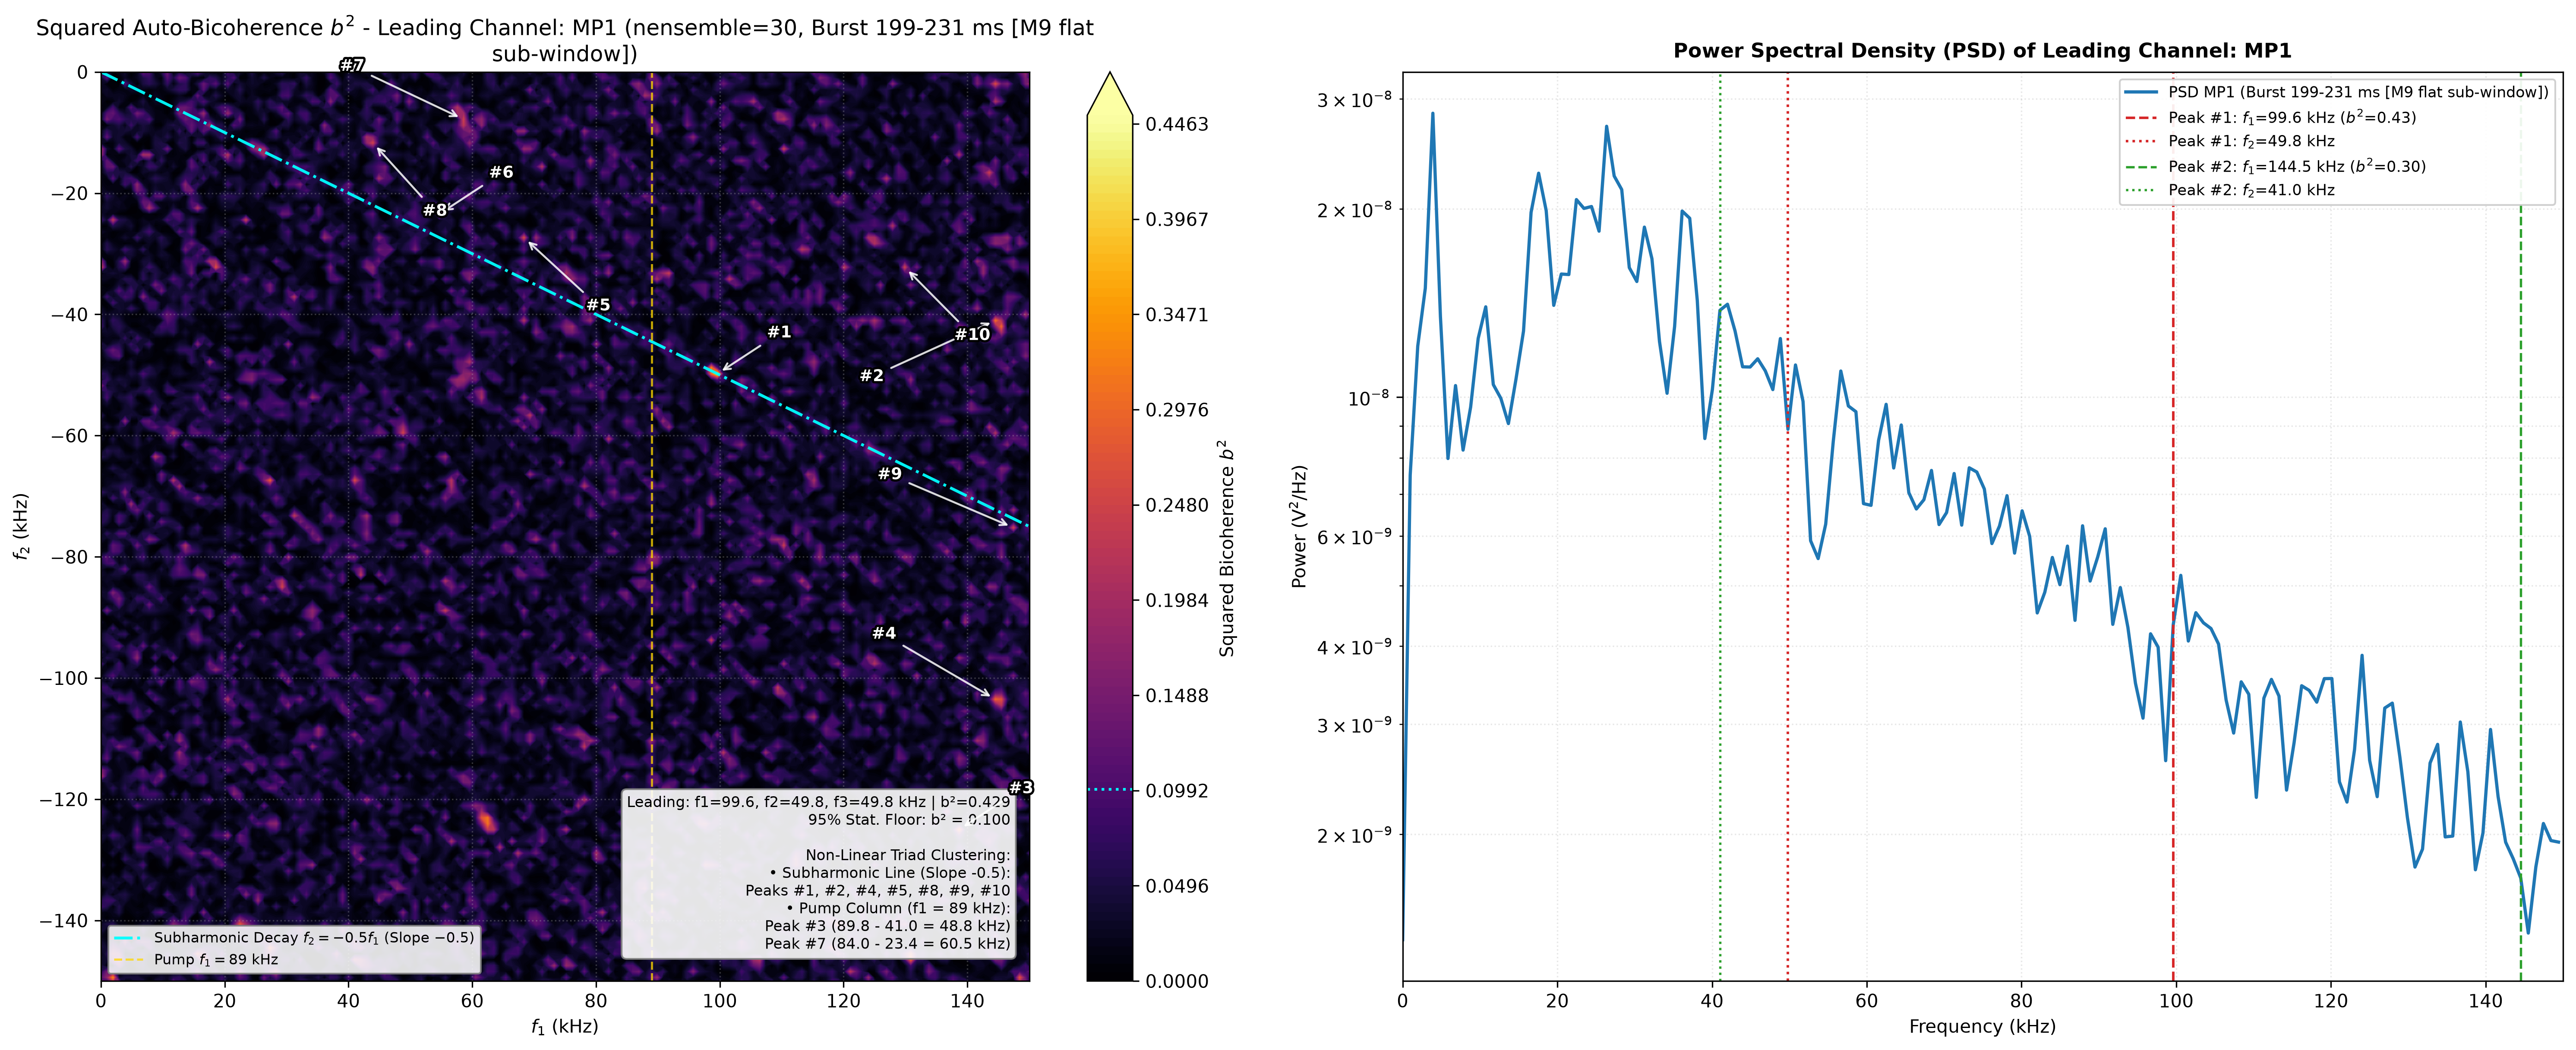 Squared Auto-Bicoherence b² - Leading Channel: MP1 (nensemble=30, Burst 199-231 ms [M9 flat
sub-window])
#7
#6
#8
#5
#1
#10
#2
#9
#4
#3
0
−20
−40
−60
−80
−100
−120
−140
f₂ (kHz)
Leading: f1=99.6, f2=49.8, f3=49.8 kHz | b²=0.429
95% Stat. Floor: b² = 0.100
Non-Linear Triad Clustering:
• Subharmonic Line (Slope -0.5):
Peaks #1, #2, #4, #5, #8, #9, #10
• Pump Column (f1 = 89 kHz):
Peak #3 (89.8 - 41.0 = 48.8 kHz)
Peak #7 (84.0 - 23.4 = 60.5 kHz)
Subharmonic Decay f₂ = −0.5f₁ (Slope −0.5)
Pump f₁ = 89 kHz
0 20 40 60 80 100 120 140
f₁ (kHz)
0.4463
0.3967
0.3471
0.2976
0.2480
0.1984
0.1488
0.0992
0.0496
0.0000
Squared Bicoherence b²
Power Spectral Density (PSD) of Leading Channel: MP1
PSD MP1 (Burst 199-231 ms [M9 flat sub-window])
Peak #1: f₁=99.6 kHz (b²=0.43)
Peak #1: f₂=49.8 kHz
Peak #2: f₁=144.5 kHz (b²=0.30)
Peak #2: f₂=41.0 kHz
3 × 10⁻⁸
2 × 10⁻⁸
10⁻⁸
6 × 10⁻⁹
4 × 10⁻⁹
3 × 10⁻⁹
2 × 10⁻⁹
Power (V²/Hz)
0 20 40 60 80 100 120 140
Frequency (kHz)